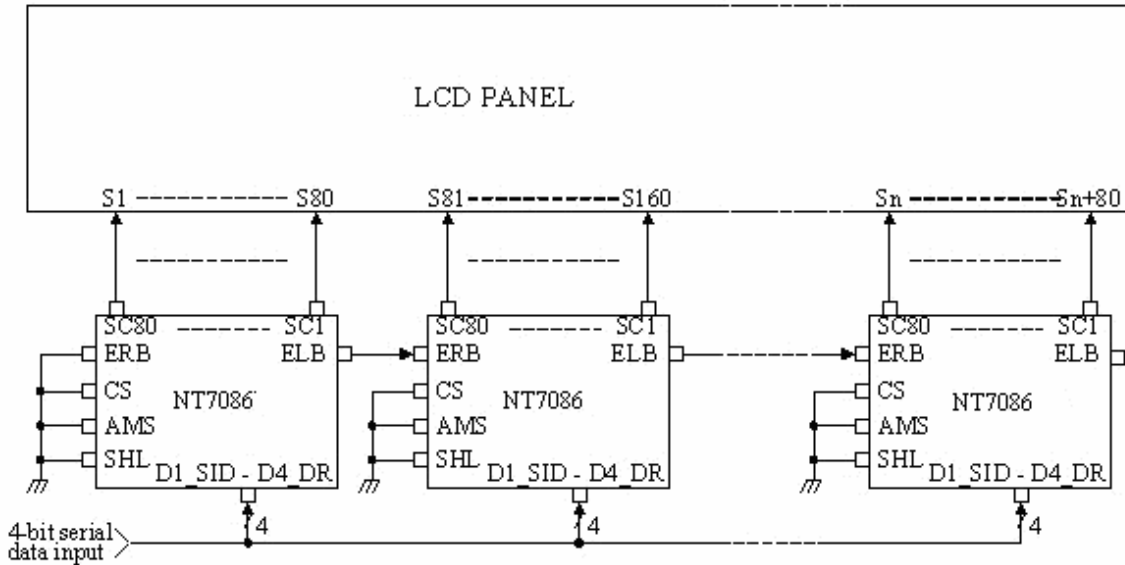 LCD PANEL
S1 S80 S81 S160 Sn Sn+80
SC80 SC1 SC80 SC1 SC80 SC1
ERB ELB ERB ELB ERB ELB
CS CS CS
NT7086 NT7086 NT7086
AMS AMS AMS
SHL SHL SHL
D1_SID - D4_DR D1_SID - D4_DR D1_SID - D4_DR
4 4 4
4-bit serial
data input